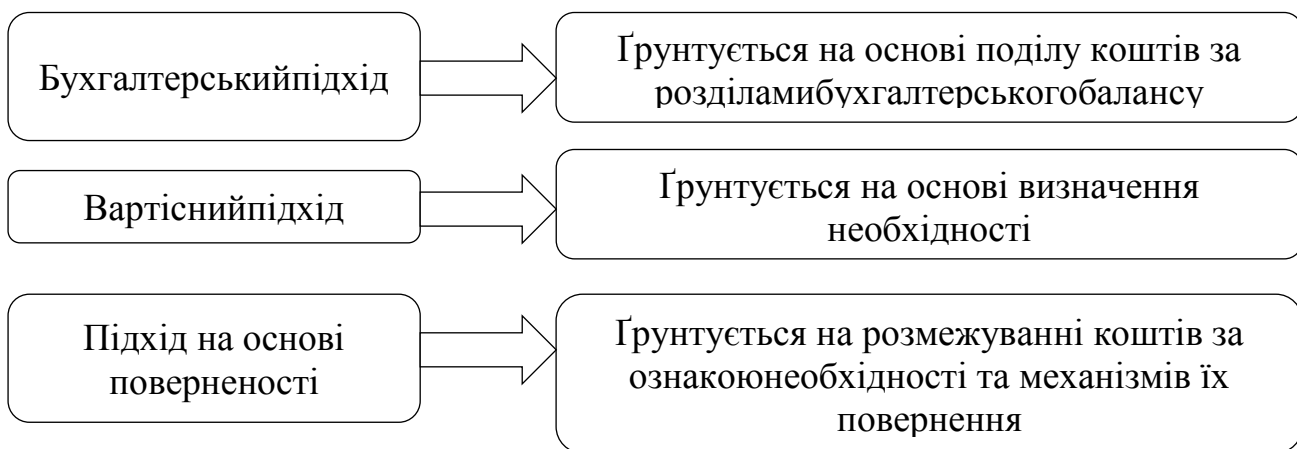 Бухгалтерськийпідхід
Ґрунтується на основі поділу коштів за
розділамибухгалтерськогобалансу
Вартіснийпідхід
Ґрунтується на основі визначення
необхідності
Підхід на основі
поверненості
Ґрунтується на розмежуванні коштів за
ознакоюнеобхідності та механізмів їх
повернення